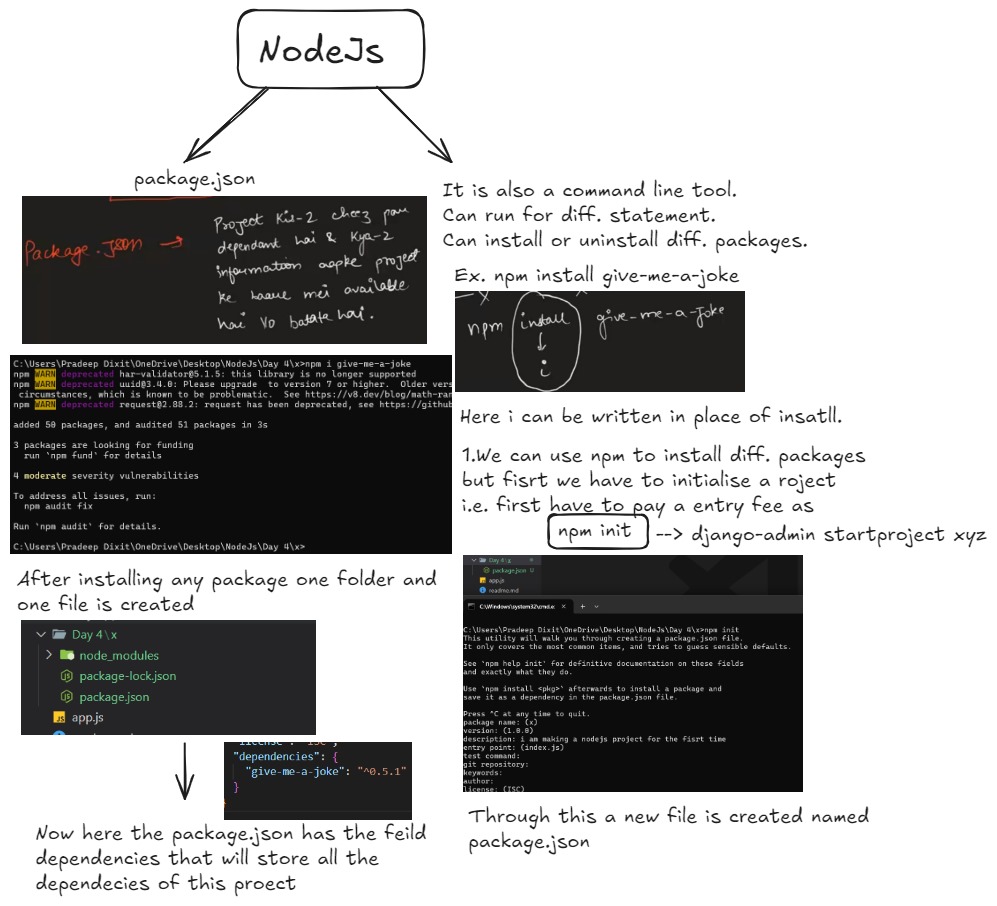 NodeJs
package.json
Package.JSON →
Project Kis-2 cheez par
dependant hai & Kya-2
information aapke project
ke baare mei available
hai vo batata hai.
C:\Users\Pradeep Dixit\OneDrive\Desktop\NodeJs\Day 4\x>npm i give-me-a-joke
npm WARN deprecated har-validator@5.1.5: this library is no longer supported
npm WARN deprecated uuid@3.4.0: Please upgrade  to version 7 or higher.  Older vers
circumstances, which is known to be problematic.  See https://v8.dev/blog/math-ran
npm WARN deprecated request@2.88.2: request has been deprecated, see https://github
added 50 packages, and audited 51 packages in 3s
3 packages are looking for funding
run `npm fund` for details
4 moderate severity vulnerabilities
To address all issues, run:
npm audit fix
Run `npm audit` for details.
C:\Users\Pradeep Dixit\OneDrive\Desktop\NodeJs\Day 4\x>
After installing any package one folder and
one file is created
Day 4\x
node_modules
package-lock.json
package.json
JS app.js
"license": "ISC",
"dependencies": {
"give-me-a-joke": "^0.5.1"
}
Now here the package.json has the feild
dependencies that will store all the
dependecies of this proect
It is also a command line tool.
Can run for diff. statement.
Can install or uninstall diff. packages.
Ex. npm install give-me-a-joke
npm install give-me-a-joke
↓
i
Here i can be written in place of insatll.
1.We can use npm to install diff. packages
but fisrt we have to initialise a roject
i.e. first have to pay a entry fee as
npm init --> django-admin startproject xyz
Day 4\x
package.json U
app.js
readme.md
C:\Windows\system32\cmd.e
C:\Users\Pradeep Dixit\OneDrive\Desktop\NodeJs\Day 4\x>npm init
This utility will walk you through creating a package.json file.
It only covers the most common items, and tries to guess sensible defaults.
See `npm help init` for definitive documentation on these fields
and exactly what they do.
Use `npm install <pkg>` afterwards to install a package and
save it as a dependency in the package.json file.
Press ^C at any time to quit.
package name: (x)
version: (1.0.0)
description: i am making a nodejs project for the fisrt time
entry point: (index.js)
test command:
git repository:
keywords:
author:
license: (ISC)
Through this a new file is created named
package.json